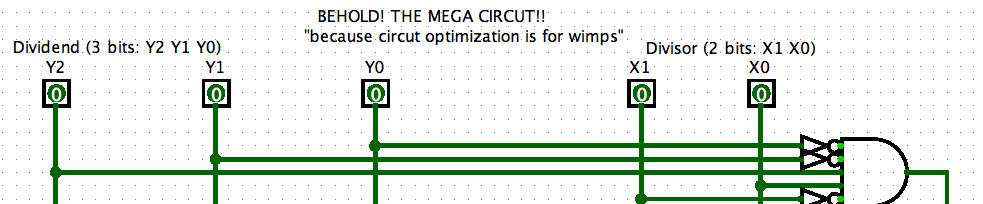 BEHOLD! THE MEGA CIRCUT!!
"because circut optimization is for wimps"
Dividend (3 bits: Y2 Y1 Y0)
Divisor (2 bits: X1 X0)
Y2 Y1 Y0 X1 X0
0 0 0 0 0